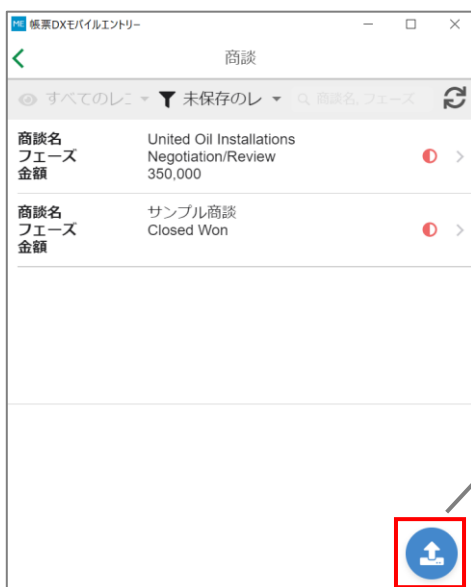 ME 帳票DXモバイルエントリー
商談
すべてのレコ 未保存のレ 商談名,フェーズ
商談名 United Oil Installations
フェーズ Negotiation/Review
金額 350,000
商談名 サンプル商談
フェーズ Closed Won
金額